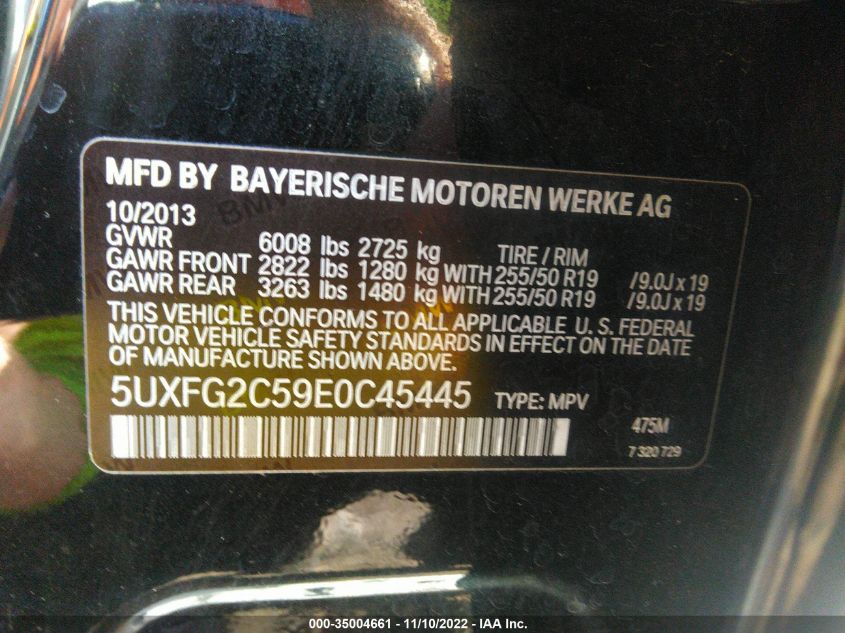 MFD BY BAYERISCHE MOTOREN WERKE AG
10/2013
GVWR 6008 lbs 2725 kg TIRE / RIM
GAWR FRONT 2822 lbs 1280 kg WITH 255/50 R19 /9.0J x 19
GAWR REAR 3263 lbs 1480 kg WITH 255/50 R19 /9.0J x 19
THIS VEHICLE CONFORMS TO ALL APPLICABLE U. S. FEDERAL
MOTOR VEHICLE SAFETY STANDARDS IN EFFECT ON THE DATE
OF MANUFACTURE SHOWN ABOVE.
5UXFG2C59E0C45445 TYPE: MPV
475M
7 320 729
000-35004661 - 11/10/2022 - IAA Inc.